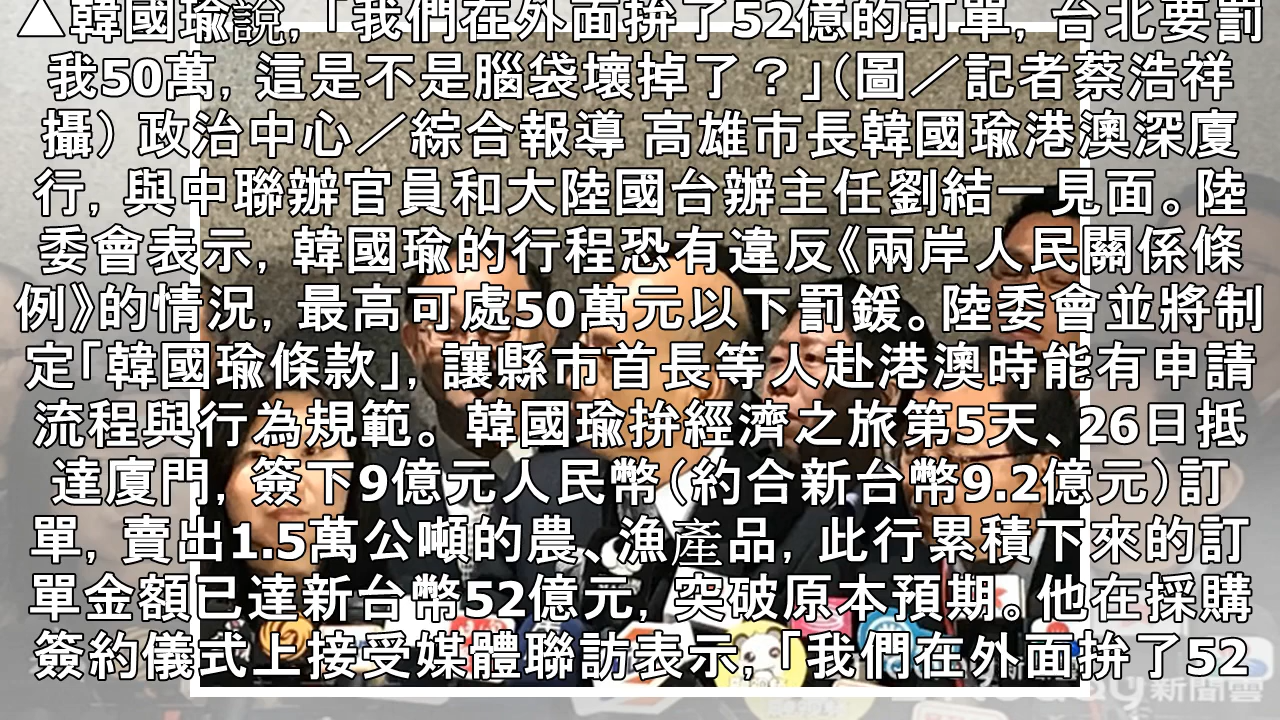 ▲韓國瑜說,「我們在外面拚了52億的訂單, 台北要罰
我50萬, 這是不是腦袋壞掉了？」（圖／記者蔡浩祥
攝） 政治中心／綜合報導 高雄市長韓國瑜港澳深廈
行, 與中聯辦官員和大陸國台辦主任劉結一見面。陸
委會表示, 韓國瑜的行程恐有違反《兩岸人民關係條
例》的情況, 最高可處50萬元以下罰鍰。陸委會並將制
定「韓國瑜條款」, 讓縣市首長等人赴港澳時能有申請
流程與行為規範。韓國瑜拚經濟之旅第5天、26日抵
達廈門, 簽下9億元人民幣（約合新台幣9.2億元）訂
單, 賣出1.5萬公噸的農、漁產品, 此行累積下來的訂
單金額已達新台幣52億元, 突破原本預期。他在採購
簽約儀式上接受媒體聯訪表示,「我們在外面拚了52
新聞雲